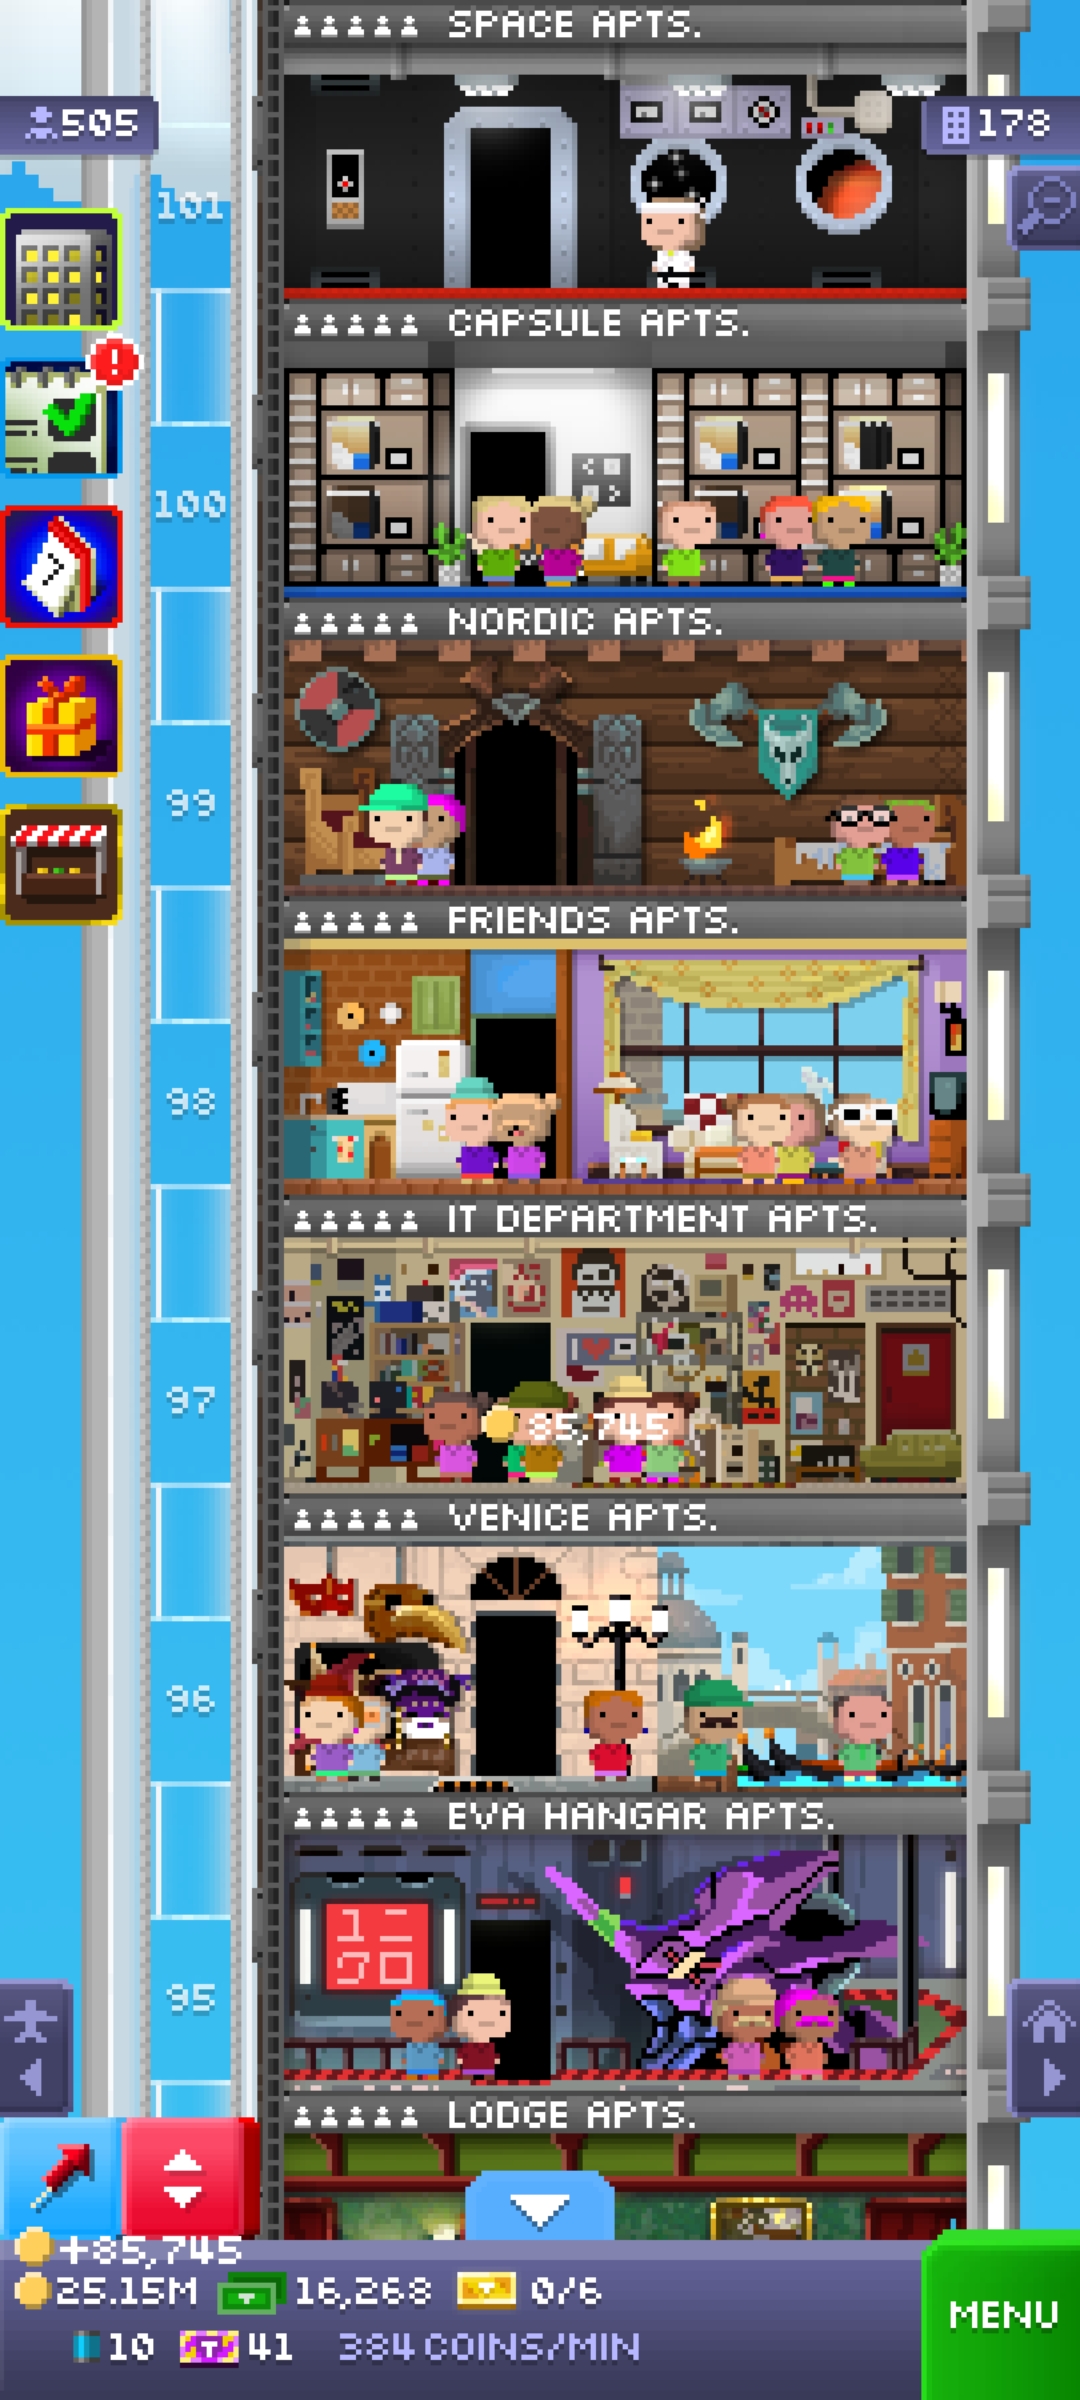 SPACE APTS.
505
178
101
CAPSULE APTS.
100
7
NORDIC APTS.
99
FRIENDS APTS.
98
IT DEPARTMENT APTS.
97
85,745
VENICE APTS.
96
EVA HANGAR APTS.
95
LODGE APTS.
+85,745
25.15M 16,268 0/6
MENU
10 T 41 384 COINS/MIN